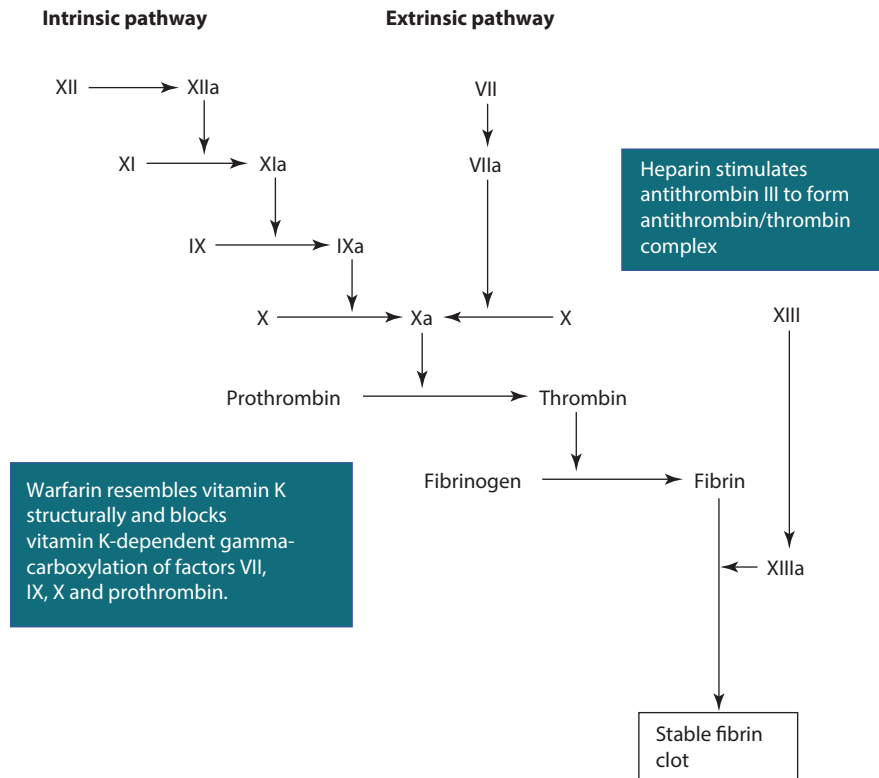 Intrinsic pathway
Extrinsic pathway
XII
XIIa
VII
XI
XIa
VIIa
Heparin stimulates
antithrombin III to form
antithrombin/thrombin
complex
IX
IXa
X
Xa
X
XIII
Prothrombin
Thrombin
Fibrinogen
Fibrin
Warfarin resembles vitamin K
structurally and blocks
vitamin K-dependent gamma-
carboxylation of factors VII,
IX, X and prothrombin.
XIIIa
Stable fibrin
clot